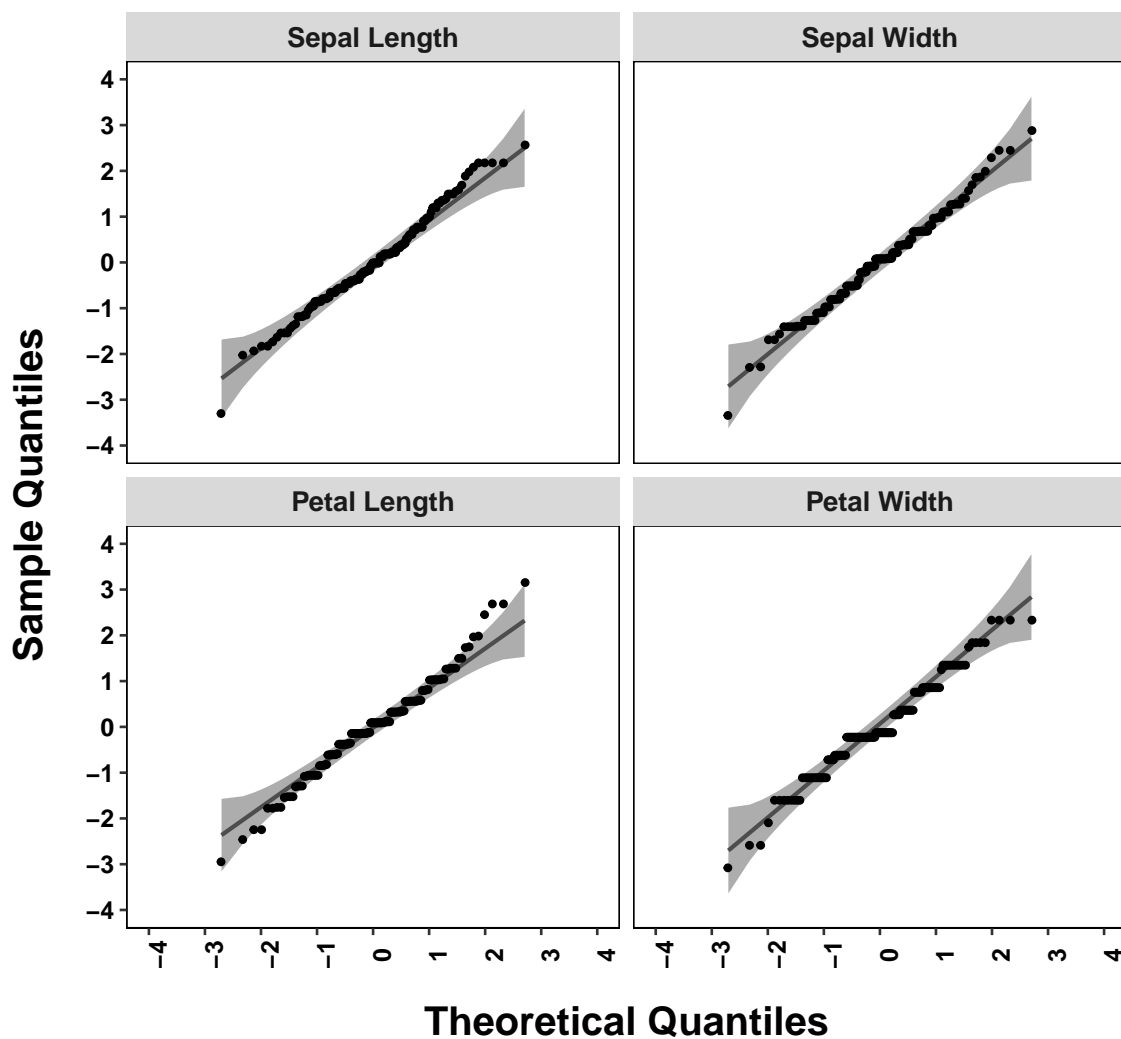 Sepal Length
Sepal Width
4
3
2
1
0
−1
−2
−3
−4
Petal Length
Petal Width
4
3
2
1
0
−1
−2
−3
−4
−4 −3 −2 −1 0 1 2 3 4
−4 −3 −2 −1 0 1 2 3 4
Sample Quantiles
Theoretical Quantiles